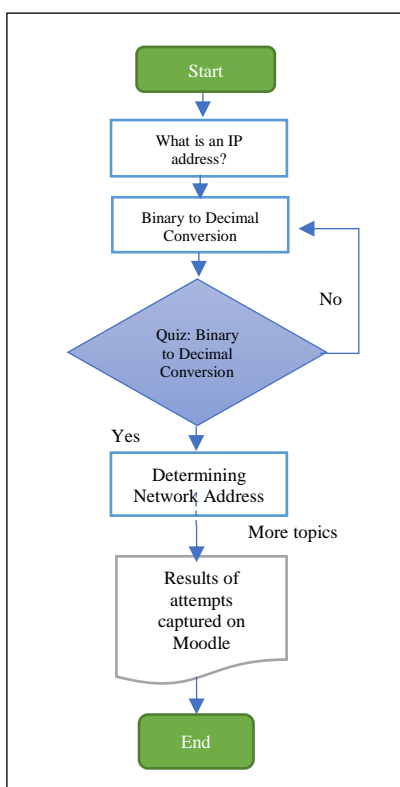 Start
What is an IP
address?
Binary to Decimal
Conversion
No
Quiz: Binary
to Decimal
Conversion
Yes
Determining
Network Address
More topics
Results of
attempts
captured on
Moodle
End